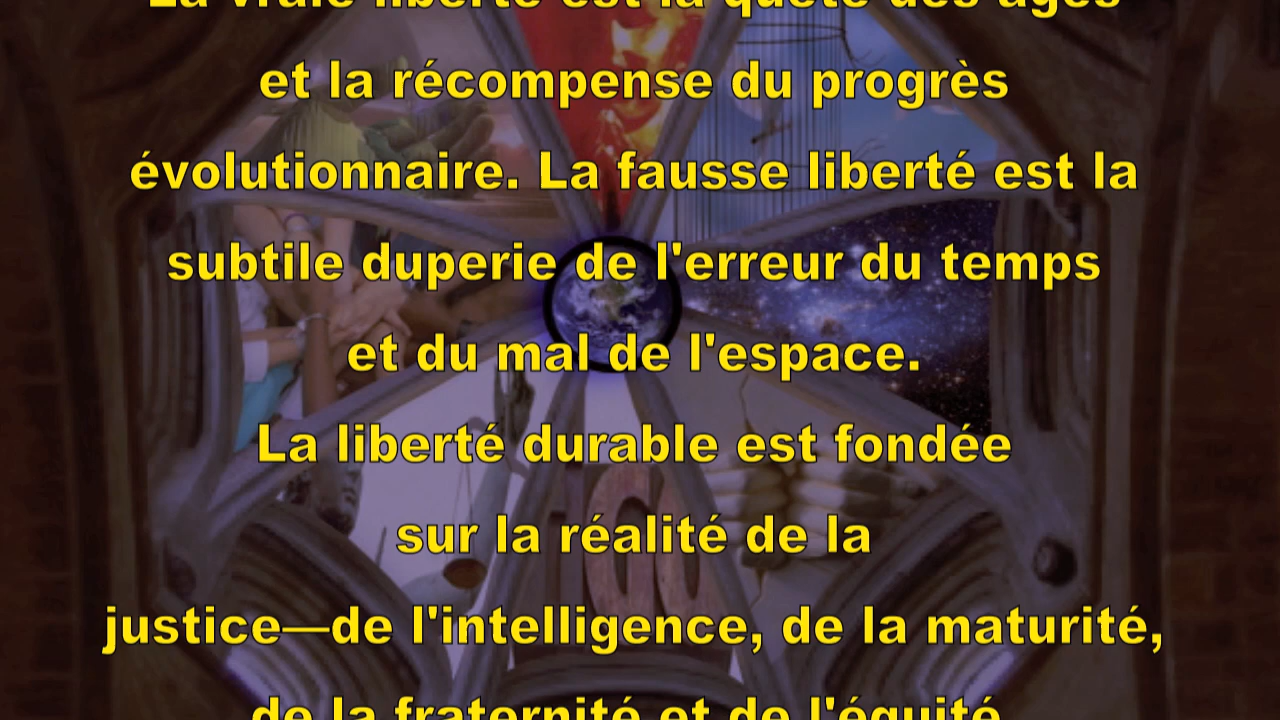 La vraie liberté est la quête des âges
et la récompense du progrès
évolutionnaire. La fausse liberté est la
subtile duperie de l'erreur du temps
et du mal de l'espace.
La liberté durable est fondée
sur la réalité de la
justice—de l'intelligence, de la maturité,
de la fraternité et de l'équité.